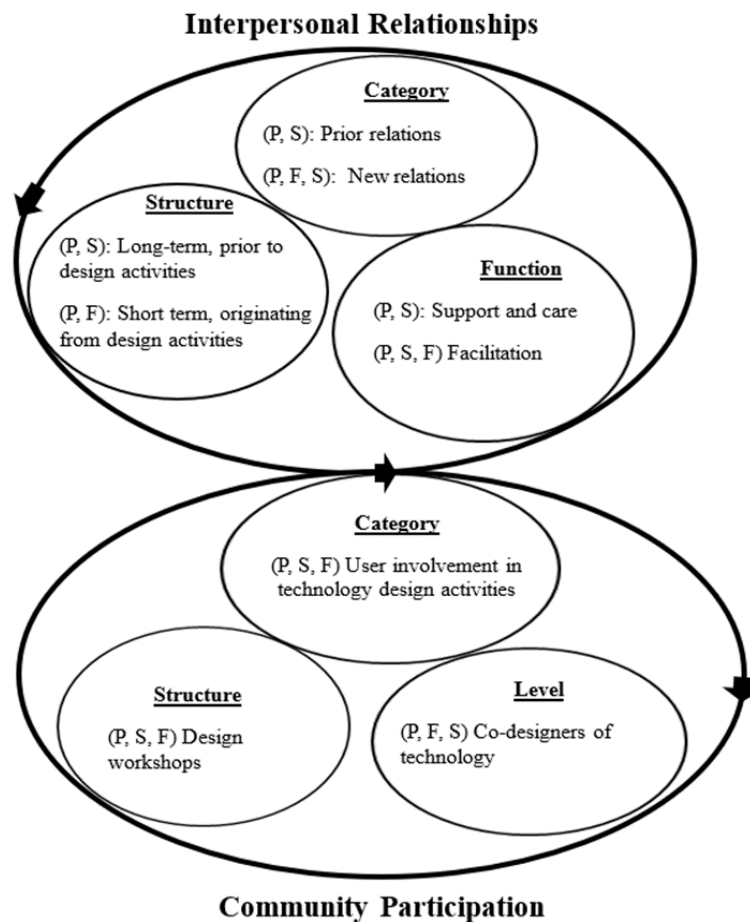 Interpersonal Relationships
Category
(P, S): Prior relations
(P, F, S): New relations
Structure
(P, S): Long-term, prior to
design activities
(P, F): Short term, originating
from design activities
Function
(P, S): Support and care
(P, S, F) Facilitation
Category
(P, S, F) User involvement in
technology design activities
Structure
(P, S, F) Design
workshops
Level
(P, F, S) Co-designers of
technology
Community Participation